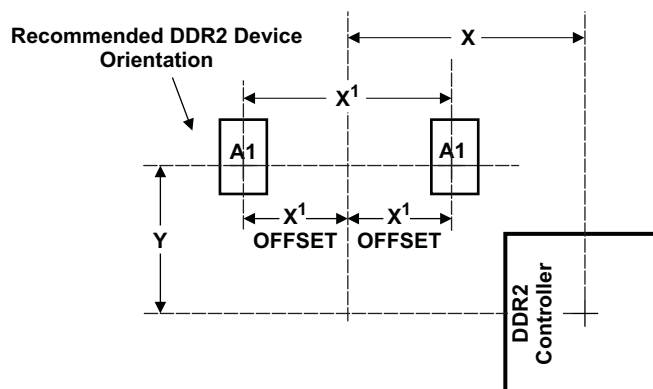 Recommended DDR2 Device
Orientation
X
X¹
A1
A1
X¹
OFFSET
X¹
OFFSET
Y
DDR2
Controller